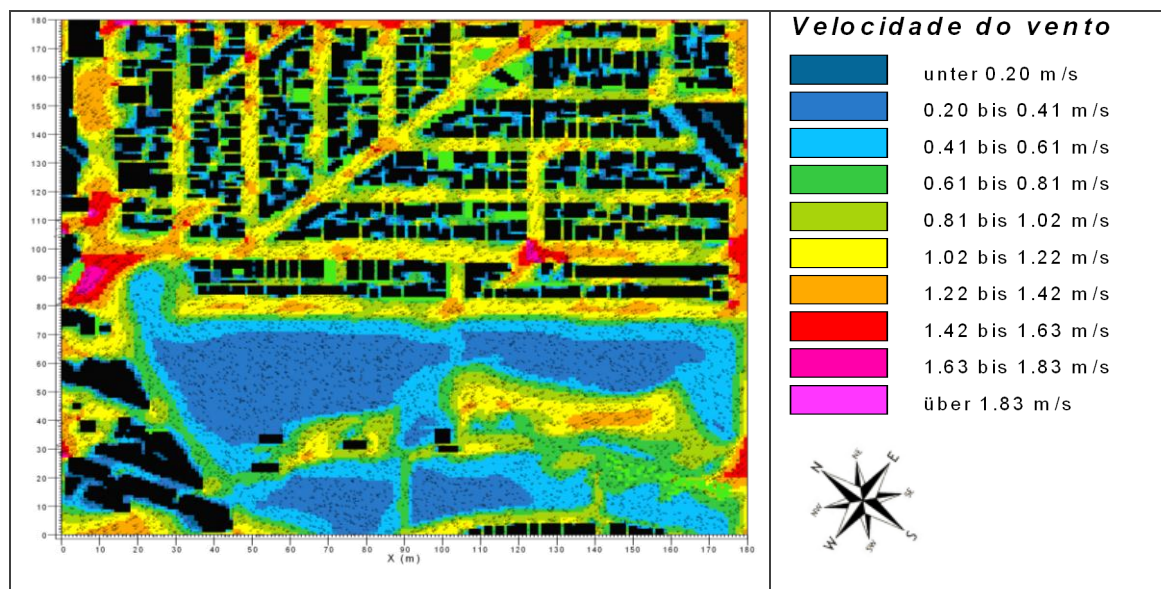 Velocidade do vento
unter 0.20 m/s
0.20 bis 0.41 m/s
0.41 bis 0.61 m/s
0.61 bis 0.81 m/s
0.81 bis 1.02 m/s
1.02 bis 1.22 m/s
1.22 bis 1.42 m/s
1.42 bis 1.63 m/s
1.63 bis 1.83 m/s
über 1.83 m/s
N NE E
NW SE
W SW S
180
170
160
150
140
130
120
110
100
90
80
70
60
50
40
30
20
10
0
0 10 20 30 40 50 60 70 80 90 100 110 120 130 140 150 160 170 180
X (m)